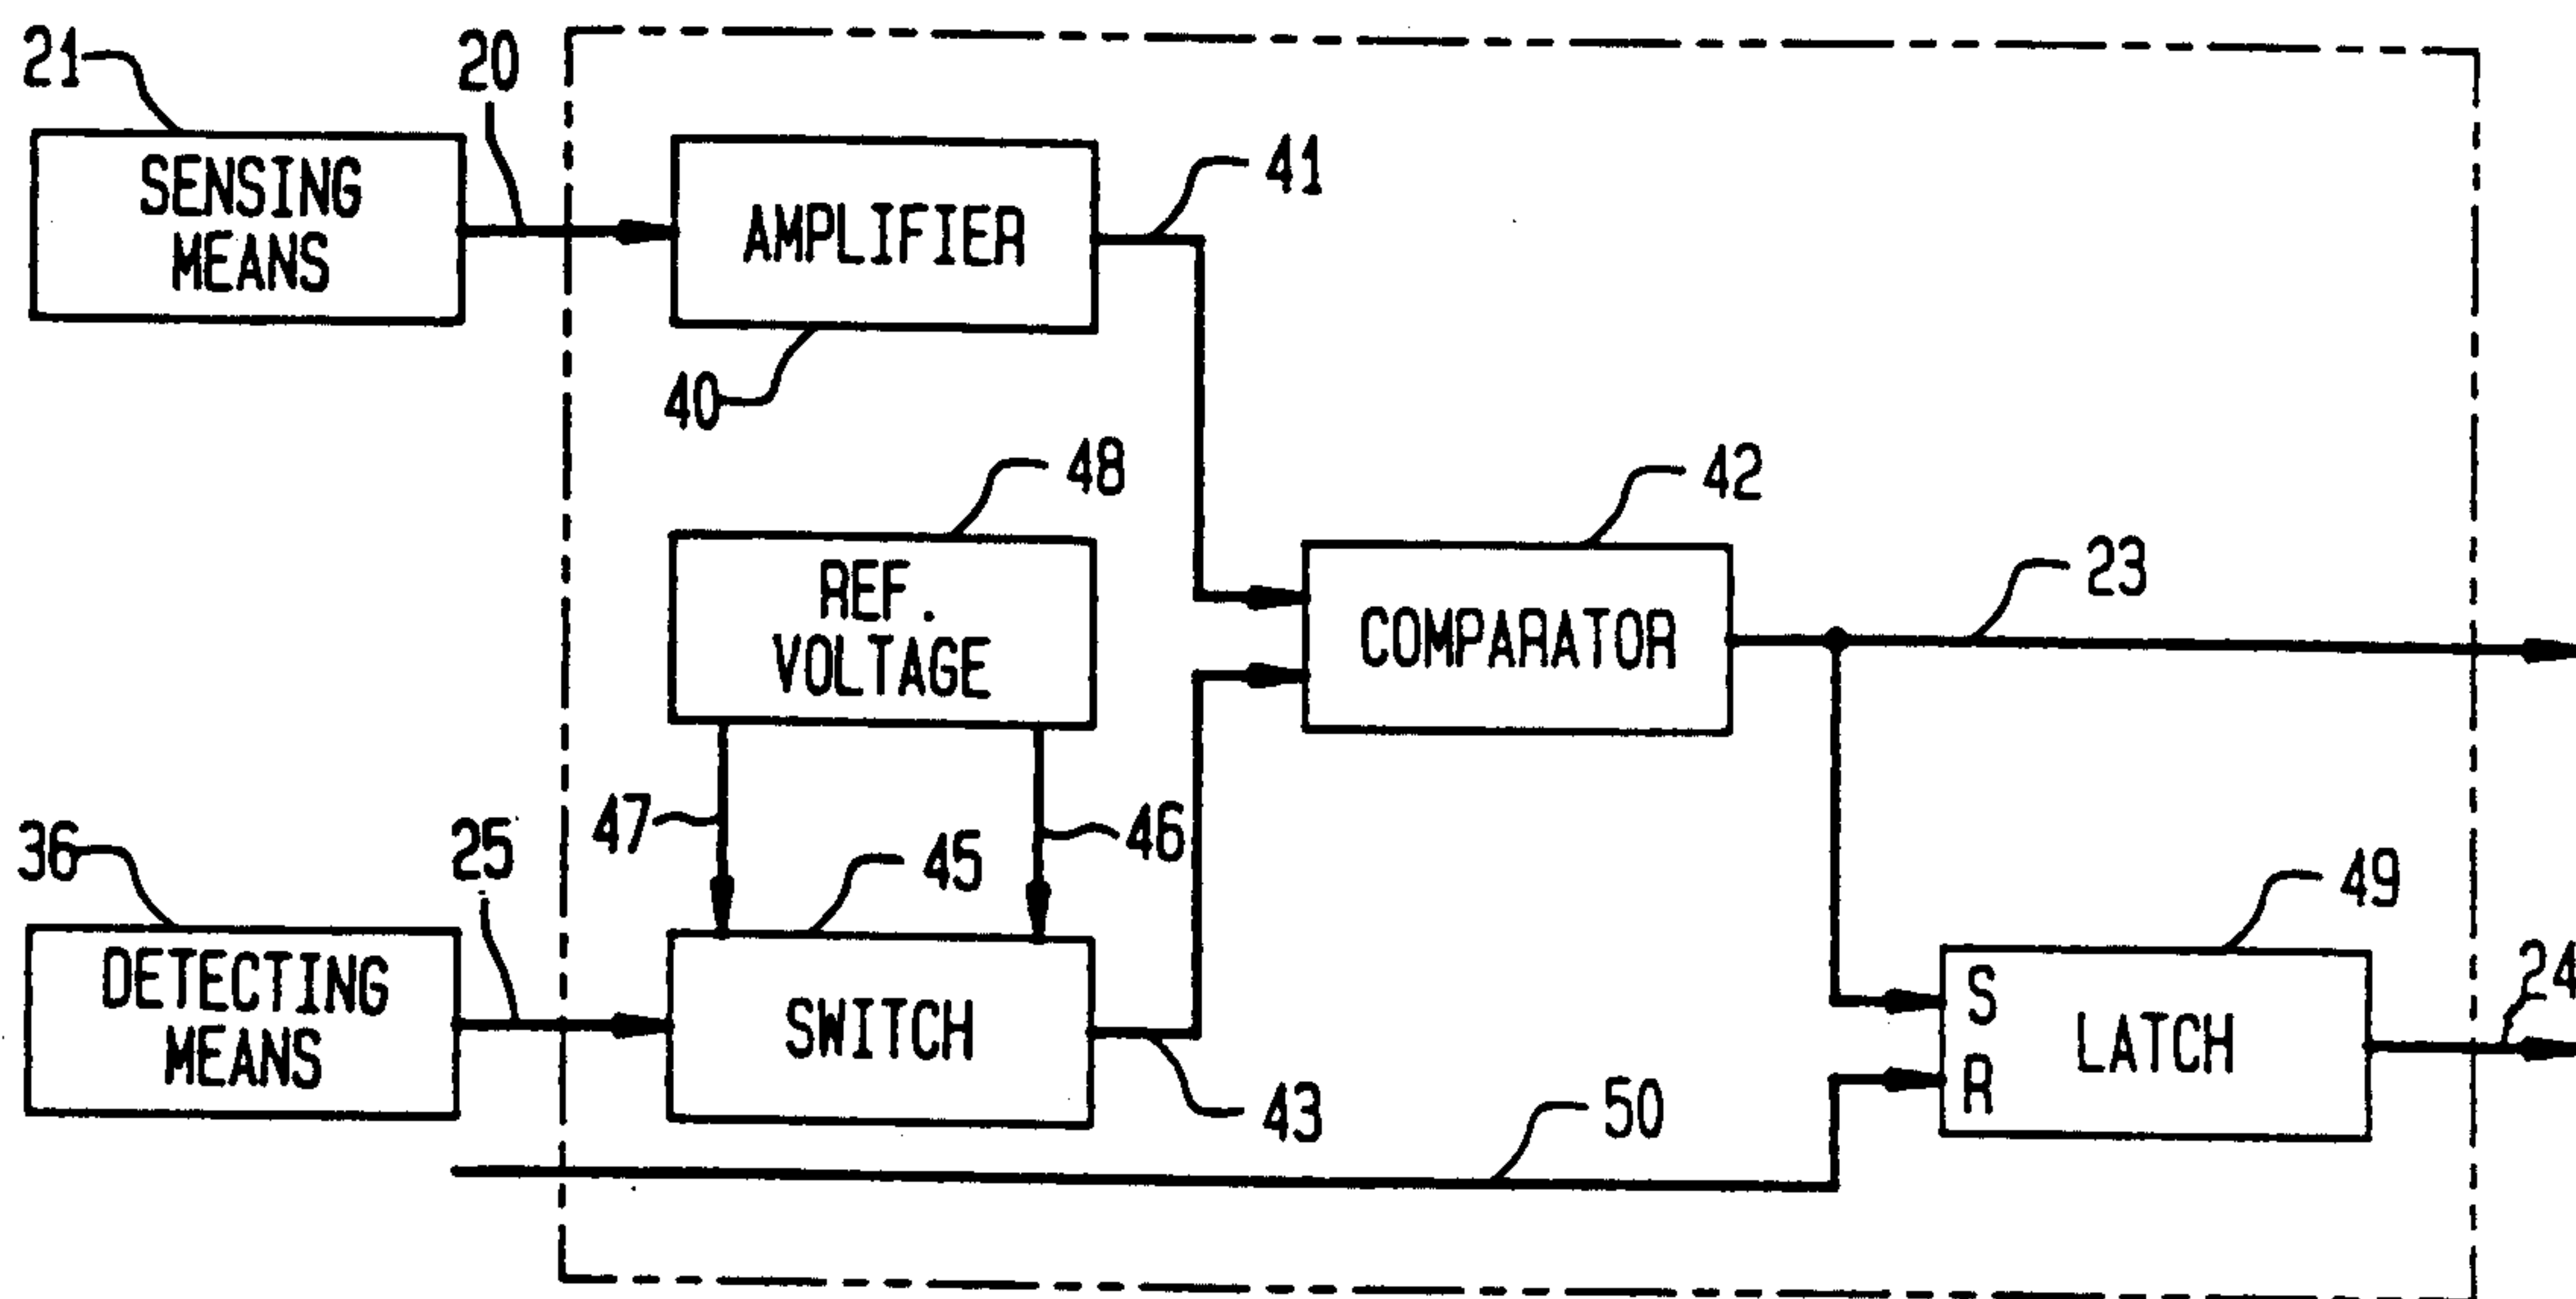 21
20
SENSING
MEANS
AMPLIFIER
41
40
48
42
REF.
VOLTAGE
23
COMPARATOR
47
46
36
25
45
49
24
DETECTING
MEANS
SWITCH
S
LATCH
R
43
50